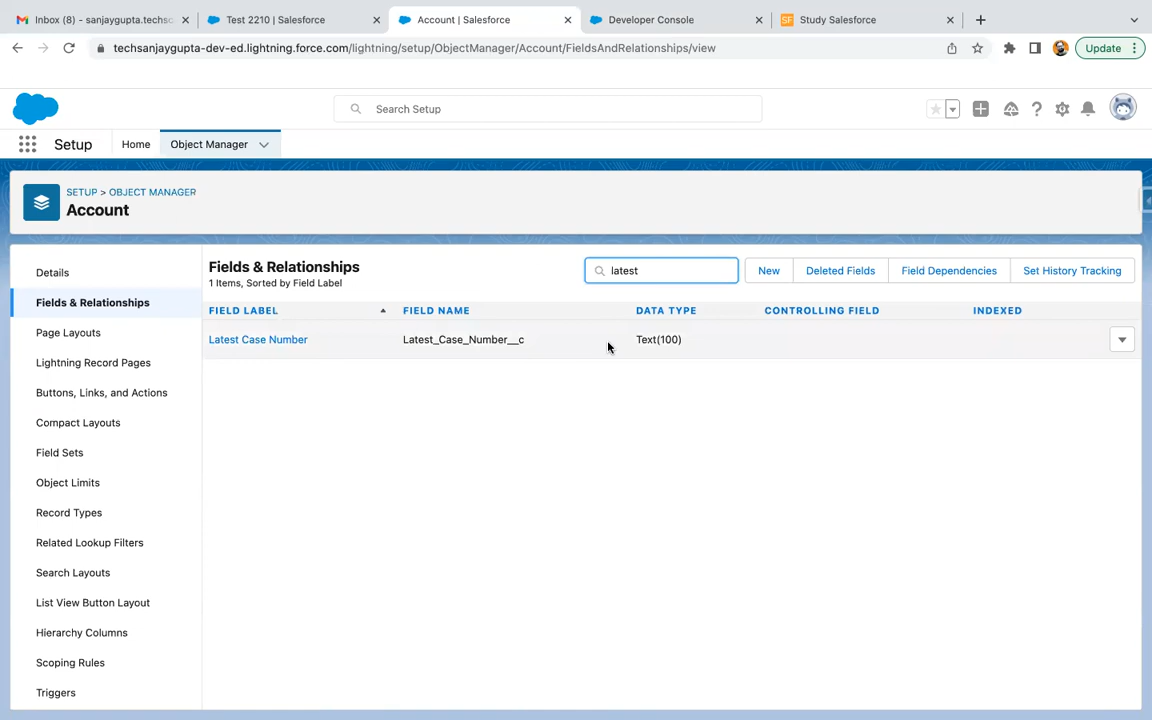 Inbox (0) - sanjaygupta.techsc
Test 2210 | Salesforce
Account | Salesforce
Developer Console
SF Study Salesforce
techsanjaygupta-dev-ed.lightning.force.com/lightning/setup/ObjectManager/Account/FieldsAndRelationships/view
Update
Search Setup
Setup
Home
Object Manager
SETUP > OBJECT MANAGER
Account
Details
Fields & Relationships
Page Layouts
Lightning Record Pages
Buttons, Links, and Actions
Compact Layouts
Field Sets
Object Limits
Record Types
Related Lookup Filters
Search Layouts
List View Button Layout
Hierarchy Columns
Scoping Rules
Triggers
Fields & Relationships
1 Items, Sorted by Field Label
latest
New
Deleted Fields
Field Dependencies
Set History Tracking
FIELD LABEL FIELD NAME DATA TYPE CONTROLLING FIELD INDEXED
Latest Case Number Latest_Case_Number__c Text(100)